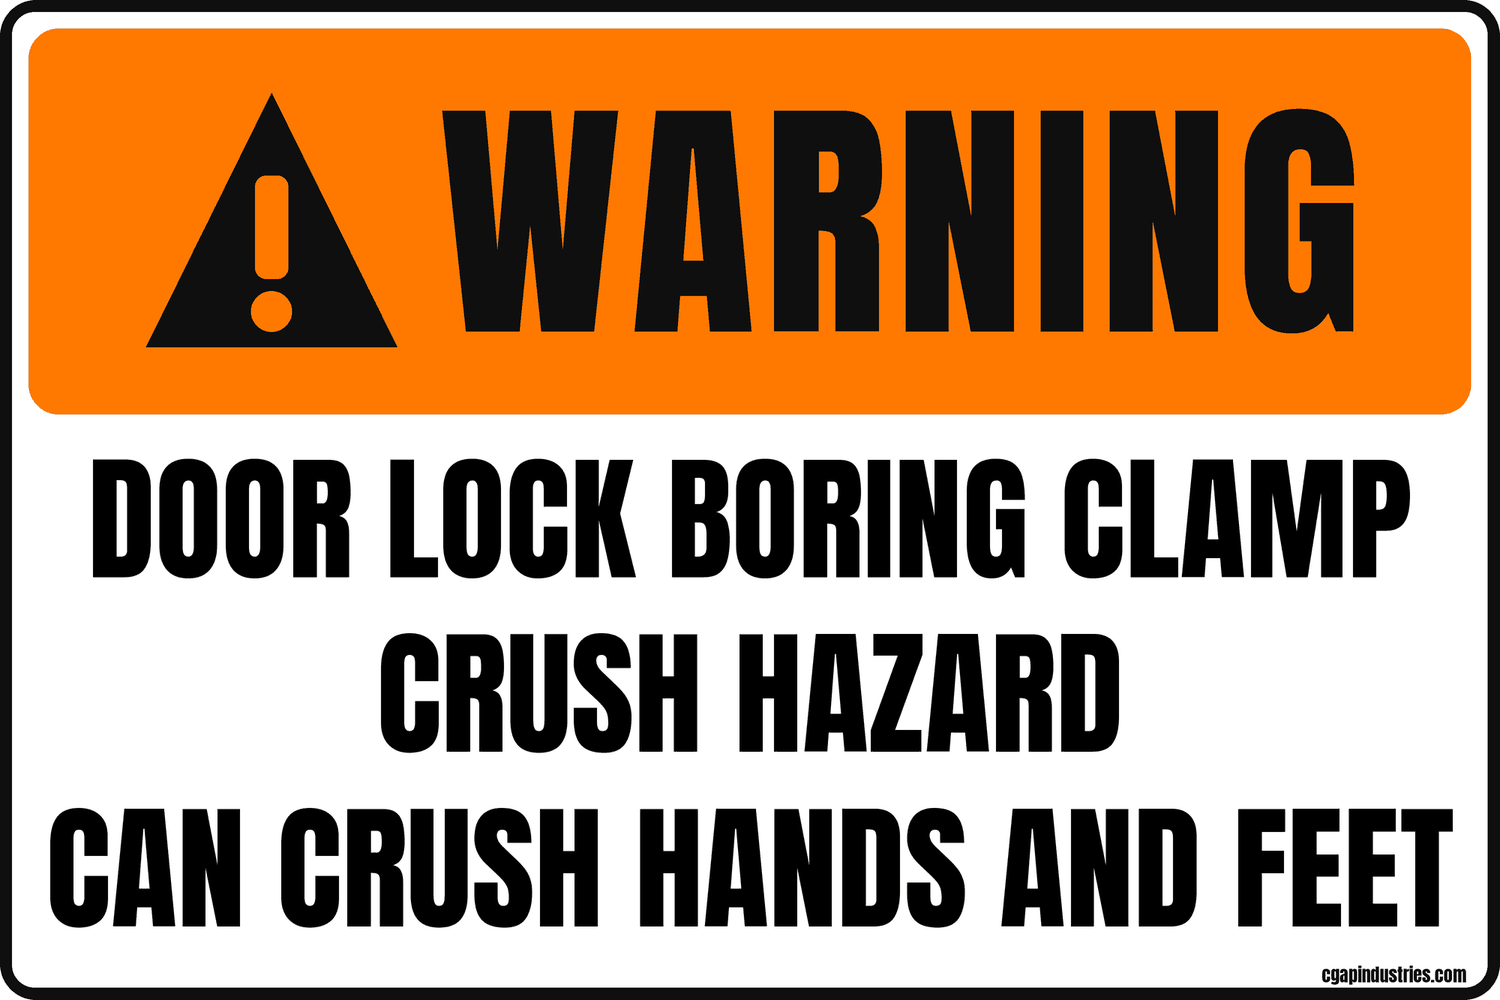 WARNING
DOOR LOCK BORING CLAMP
CRUSH HAZARD
CAN CRUSH HANDS AND FEET
cgapindustries.com